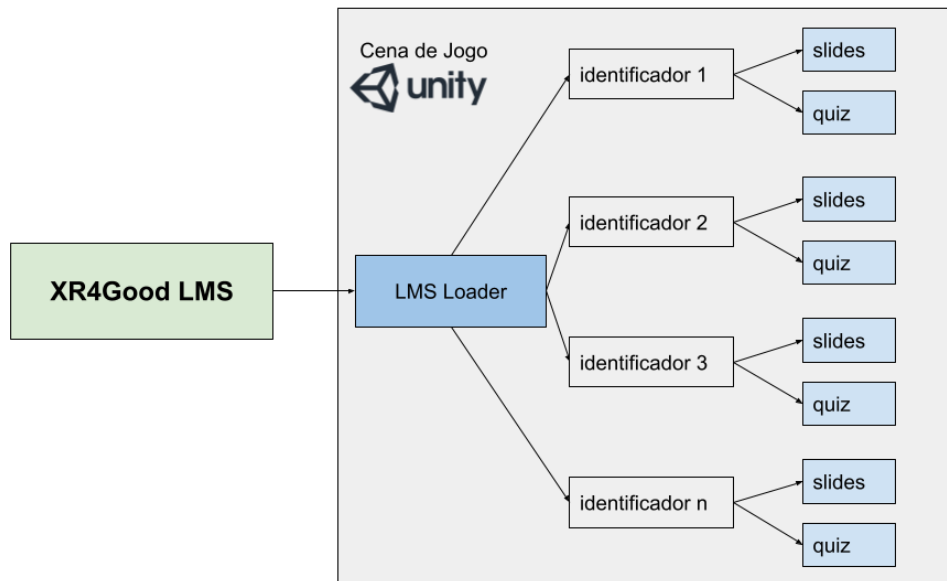 Cena de Jogo
unity
XR4Good LMS
LMS Loader
identificador 1
slides
quiz
identificador 2
slides
quiz
identificador 3
slides
quiz
identificador n
slides
quiz